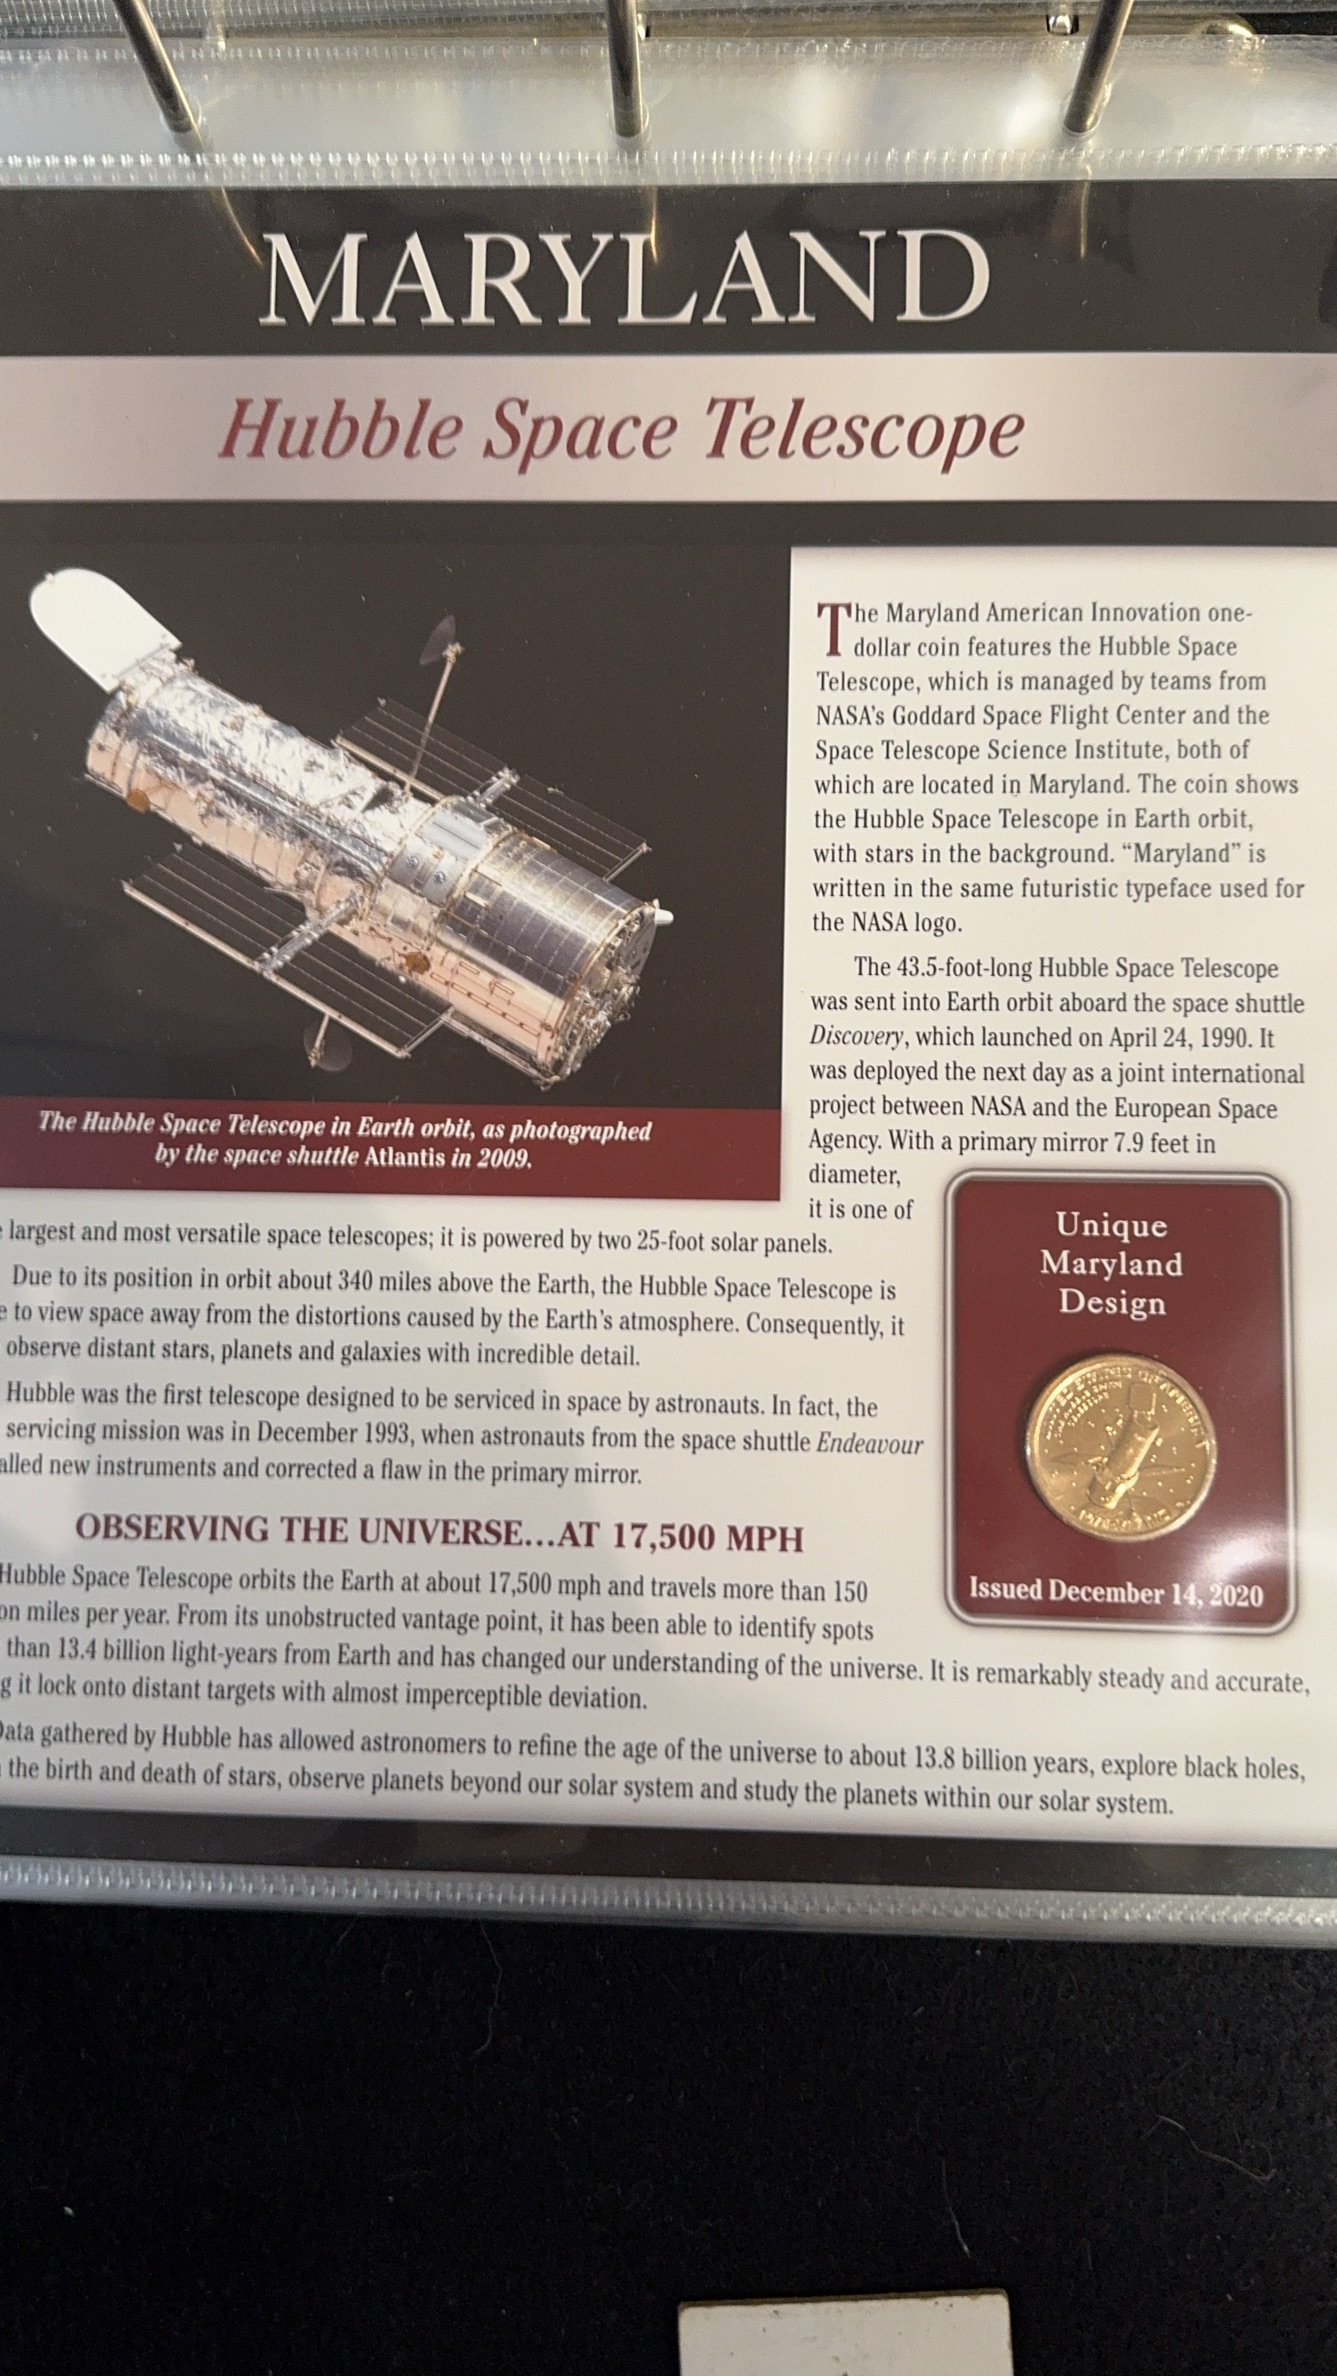 MARYLAND
Hubble Space Telescope
The Maryland American Innovation one-
dollar coin features the Hubble Space
Telescope, which is managed by teams from
NASA's Goddard Space Flight Center and the
Space Telescope Science Institute, both of
which are located in Maryland. The coin shows
the Hubble Space Telescope in Earth orbit,
with stars in the background. “Maryland” is
written in the same futuristic typeface used for
the NASA logo.
The 43.5-foot-long Hubble Space Telescope
was sent into Earth orbit aboard the space shuttle
Discovery, which launched on April 24, 1990. It
was deployed the next day as a joint international
project between NASA and the European Space
Agency. With a primary mirror 7.9 feet in
diameter,
it is one of
The Hubble Space Telescope in Earth orbit, as photographed
by the space shuttle Atlantis in 2009.
largest and most versatile space telescopes; it is powered by two 25-foot solar panels.
Due to its position in orbit about 340 miles above the Earth, the Hubble Space Telescope is
to view space away from the distortions caused by the Earth's atmosphere. Consequently, it
observe distant stars, planets and galaxies with incredible detail.
Hubble was the first telescope designed to be serviced in space by astronauts. In fact, the
servicing mission was in December 1993, when astronauts from the space shuttle Endeavour
alled new instruments and corrected a flaw in the primary mirror.
OBSERVING THE UNIVERSE...AT 17,500 MPH
Hubble Space Telescope orbits the Earth at about 17,500 mph and travels more than 150
on miles per year. From its unobstructed vantage point, it has been able to identify spots
than 13.4 billion light-years from Earth and has changed our understanding of the universe. It is remarkably steady and accurate,
g it lock onto distant targets with almost imperceptible deviation.
Data gathered by Hubble has allowed astronomers to refine the age of the universe to about 13.8 billion years, explore black holes,
the birth and death of stars, observe planets beyond our solar system and study the planets within our solar system.
Unique
Maryland
Design
Issued December 14, 2020